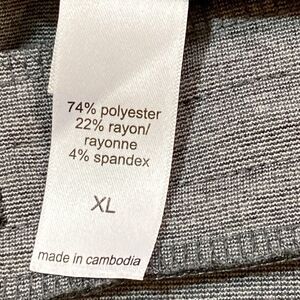 74% polyester
22% rayon/
rayonne
4% spandex
XL
made in cambodia